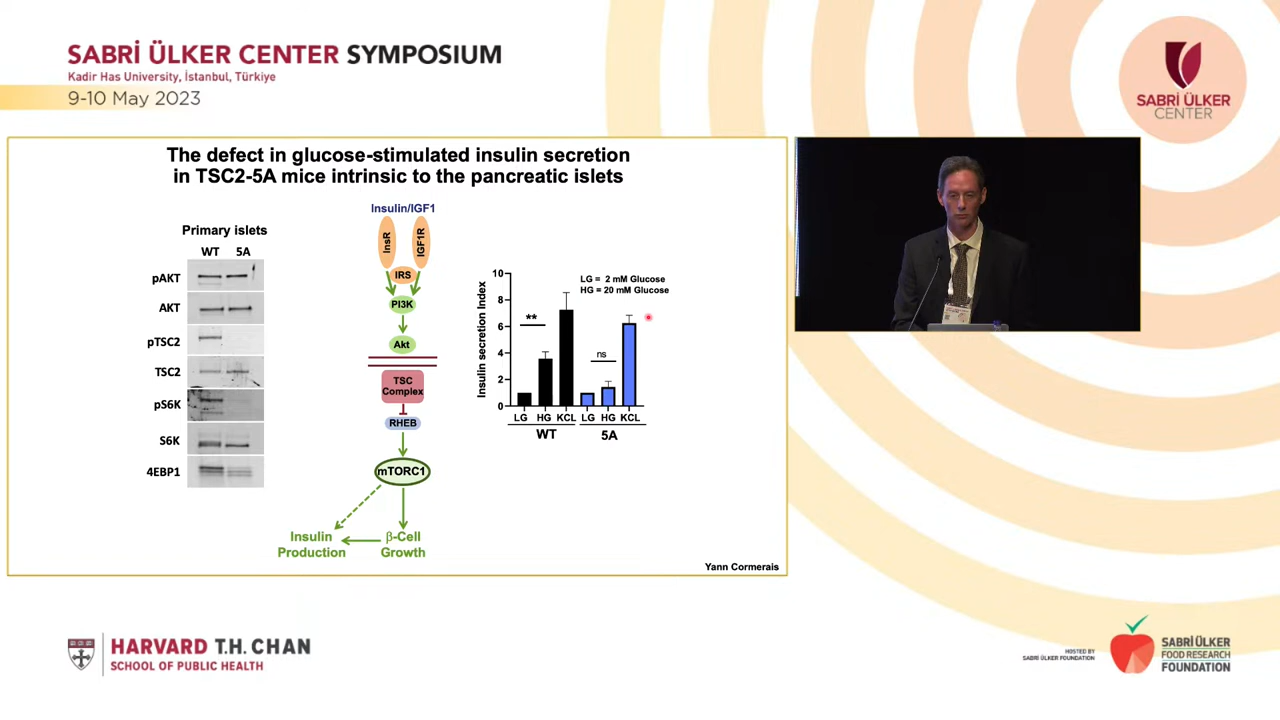 SABRİ ÜLKER CENTER SYMPOSIUM
Kadir Has University, İstanbul, Türkiye
9-10 May 2023
SABRİ ÜLKER
CENTER
The defect in glucose-stimulated insulin secretion
in TSC2-5A mice intrinsic to the pancreatic islets
Primary islets
WT 5A
pAKT
AKT
pTSC2
TSC2
pS6K
S6K
4EBP1
Insulin/IGF1
InsR
IGF1R
IRS
PI3K
Akt
TSC
Complex
RHEB
mTORC1
Insulin
Production
β-Cell
Growth
Insulin secretion Index
10
8
6
4
2
0
**
ns
LG = 2 mM Glucose
HG = 20 mM Glucose
LG HG KCL LG HG KCL
WT 5A
Yann Cormerais
HARVARD T.H. CHAN
SCHOOL OF PUBLIC HEALTH
HOSTED BY
SABRI ÜLKER FOUNDATION
SABRİ ÜLKER
FOOD RESEARCH
FOUNDATION